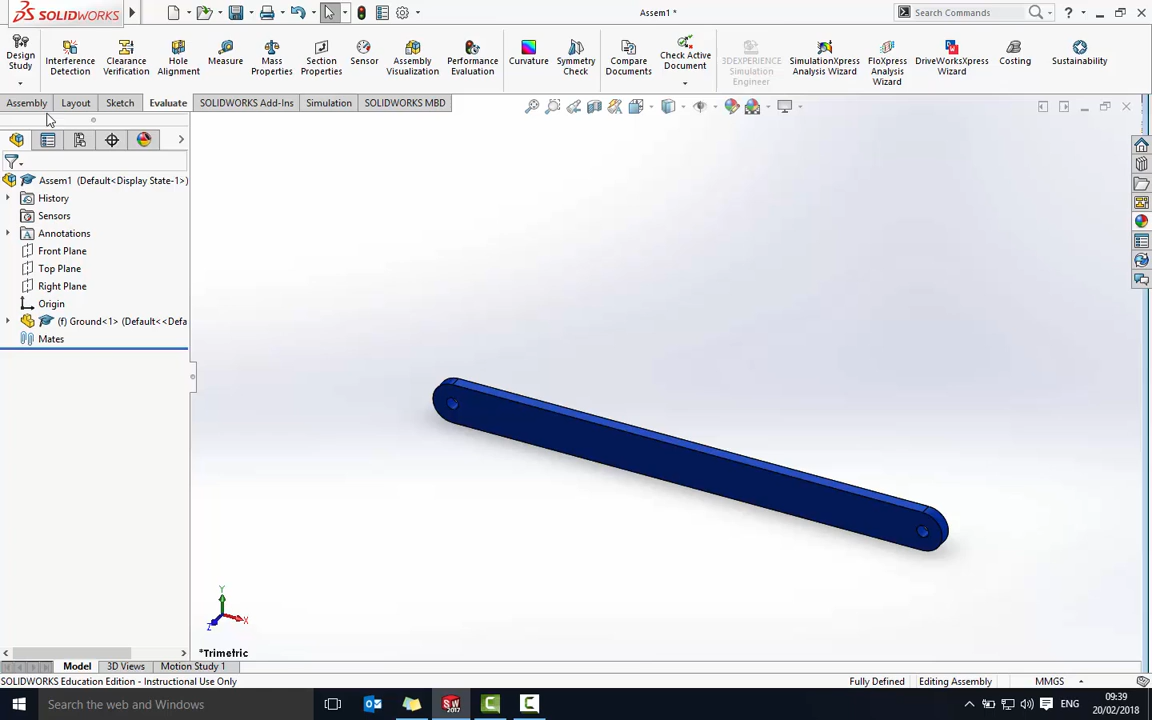 SOLIDWORKS
Assem1 *
Search Commands
Design Study
Interference Detection
Clearance Verification
Hole Alignment
Measure
Mass Properties
Section Properties
Sensor
Assembly Visualization
Performance Evaluation
Curvature
Symmetry Check
Compare Documents
Check Active Document
3DEXPERIENCE Simulation Engineer
SimulationXpress Analysis Wizard
FloXpress Analysis Wizard
DriveWorksXpress Wizard
Costing
Sustainability
Assembly
Layout
Sketch
Evaluate
SOLIDWORKS Add-Ins
Simulation
SOLIDWORKS MBD
Assem1 (Default<Display State-1>)
History
Sensors
Annotations
Front Plane
Top Plane
Right Plane
Origin
(f) Ground<1> (Default<<Defa
Mates
Y
X
Z
*Trimetric
Model
3D Views
Motion Study 1
SOLIDWORKS Education Edition - Instructional Use Only
Fully Defined
Editing Assembly
MMGS
Search the web and Windows
SW
2017
ENG
09:39
20/02/2018